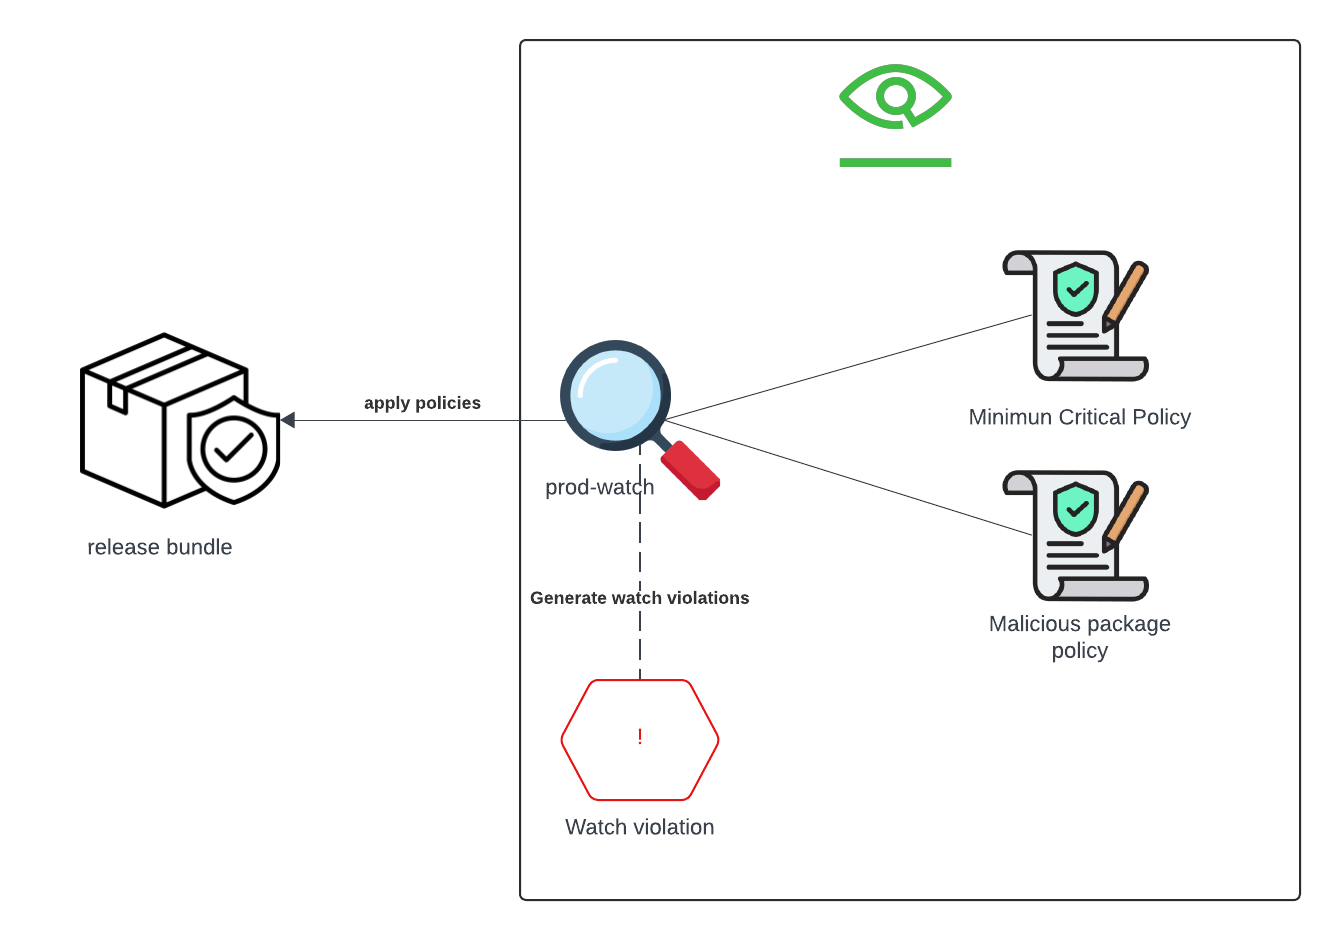 apply policies
Minimun Critical Policy
prod-watch
release bundle
Generate watch violations
Malicious package
policy
!
Watch violation